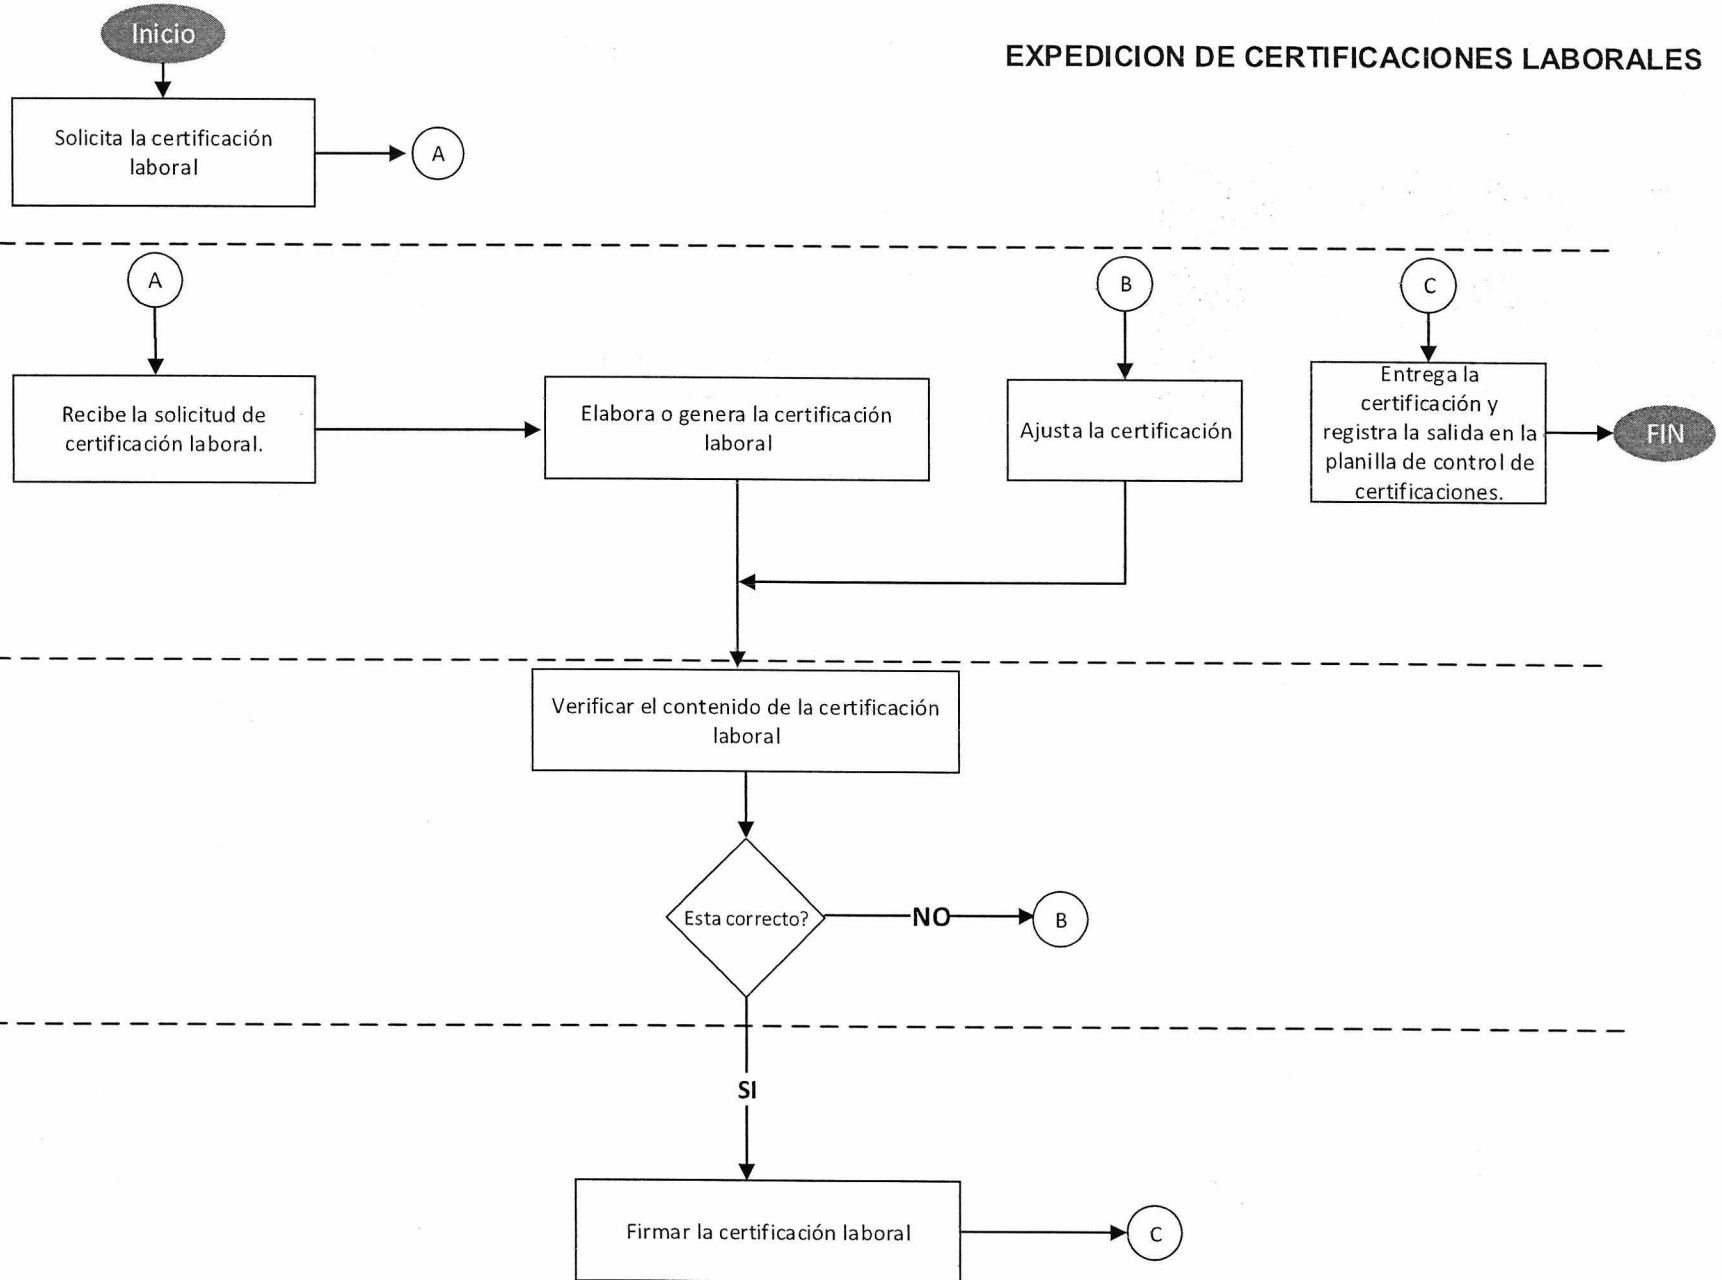 Inicio
EXPEDICION DE CERTIFICACIONES LABORALES
Solicita la certificación
laboral
A
A
B
C
Recibe la solicitud de
certificación laboral.
Elabora o genera la certificación
laboral
Ajusta la certificación
Entrega la
certificación y
registra la salida en la
planilla de control de
certificaciones.
FIN
Verificar el contenido de la certificación
laboral
Esta correcto?
NO
B
SI
Firmar la certificación laboral
C